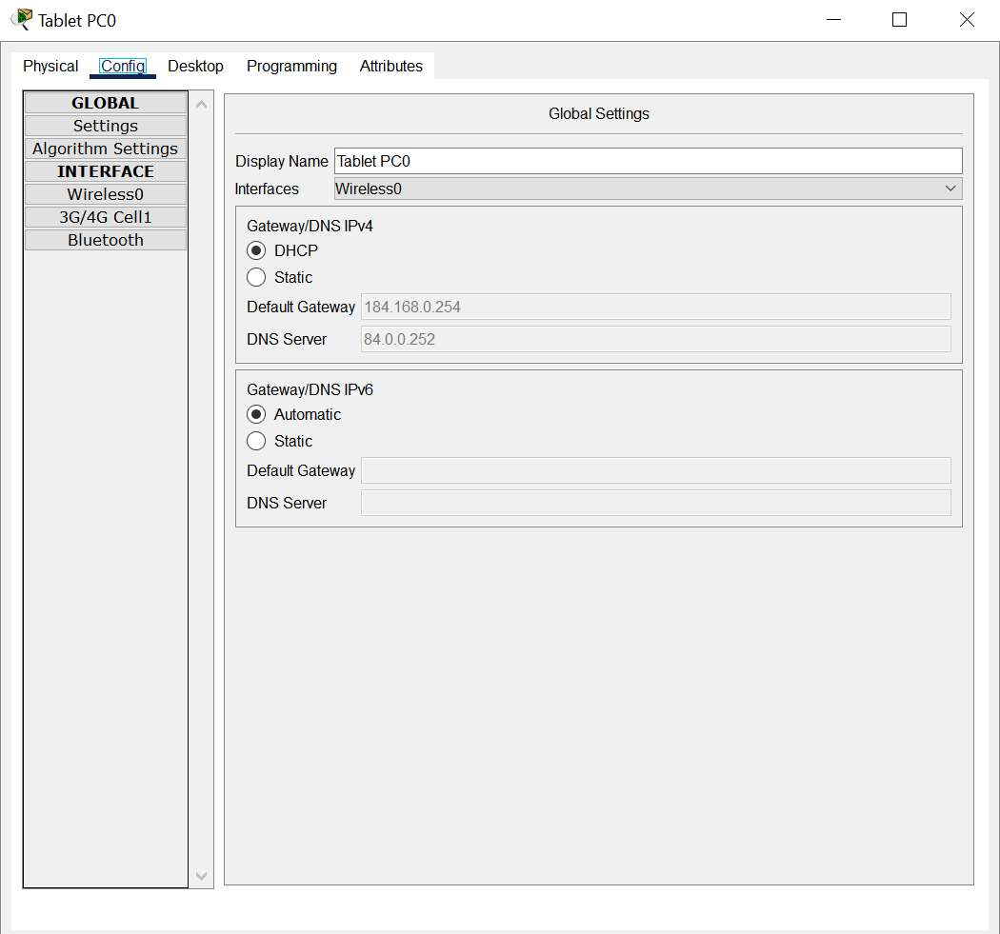 Tablet PC0
Physical Config Desktop Programming Attributes
GLOBAL
Settings
Algorithm Settings
INTERFACE
Wireless0
3G/4G Cell1
Bluetooth
Global Settings
Display Name Tablet PC0
Interfaces Wireless0
Gateway/DNS IPv4
DHCP
Static
Default Gateway 184.168.0.254
DNS Server 84.0.0.252
Gateway/DNS IPv6
Automatic
Static
Default Gateway
DNS Server